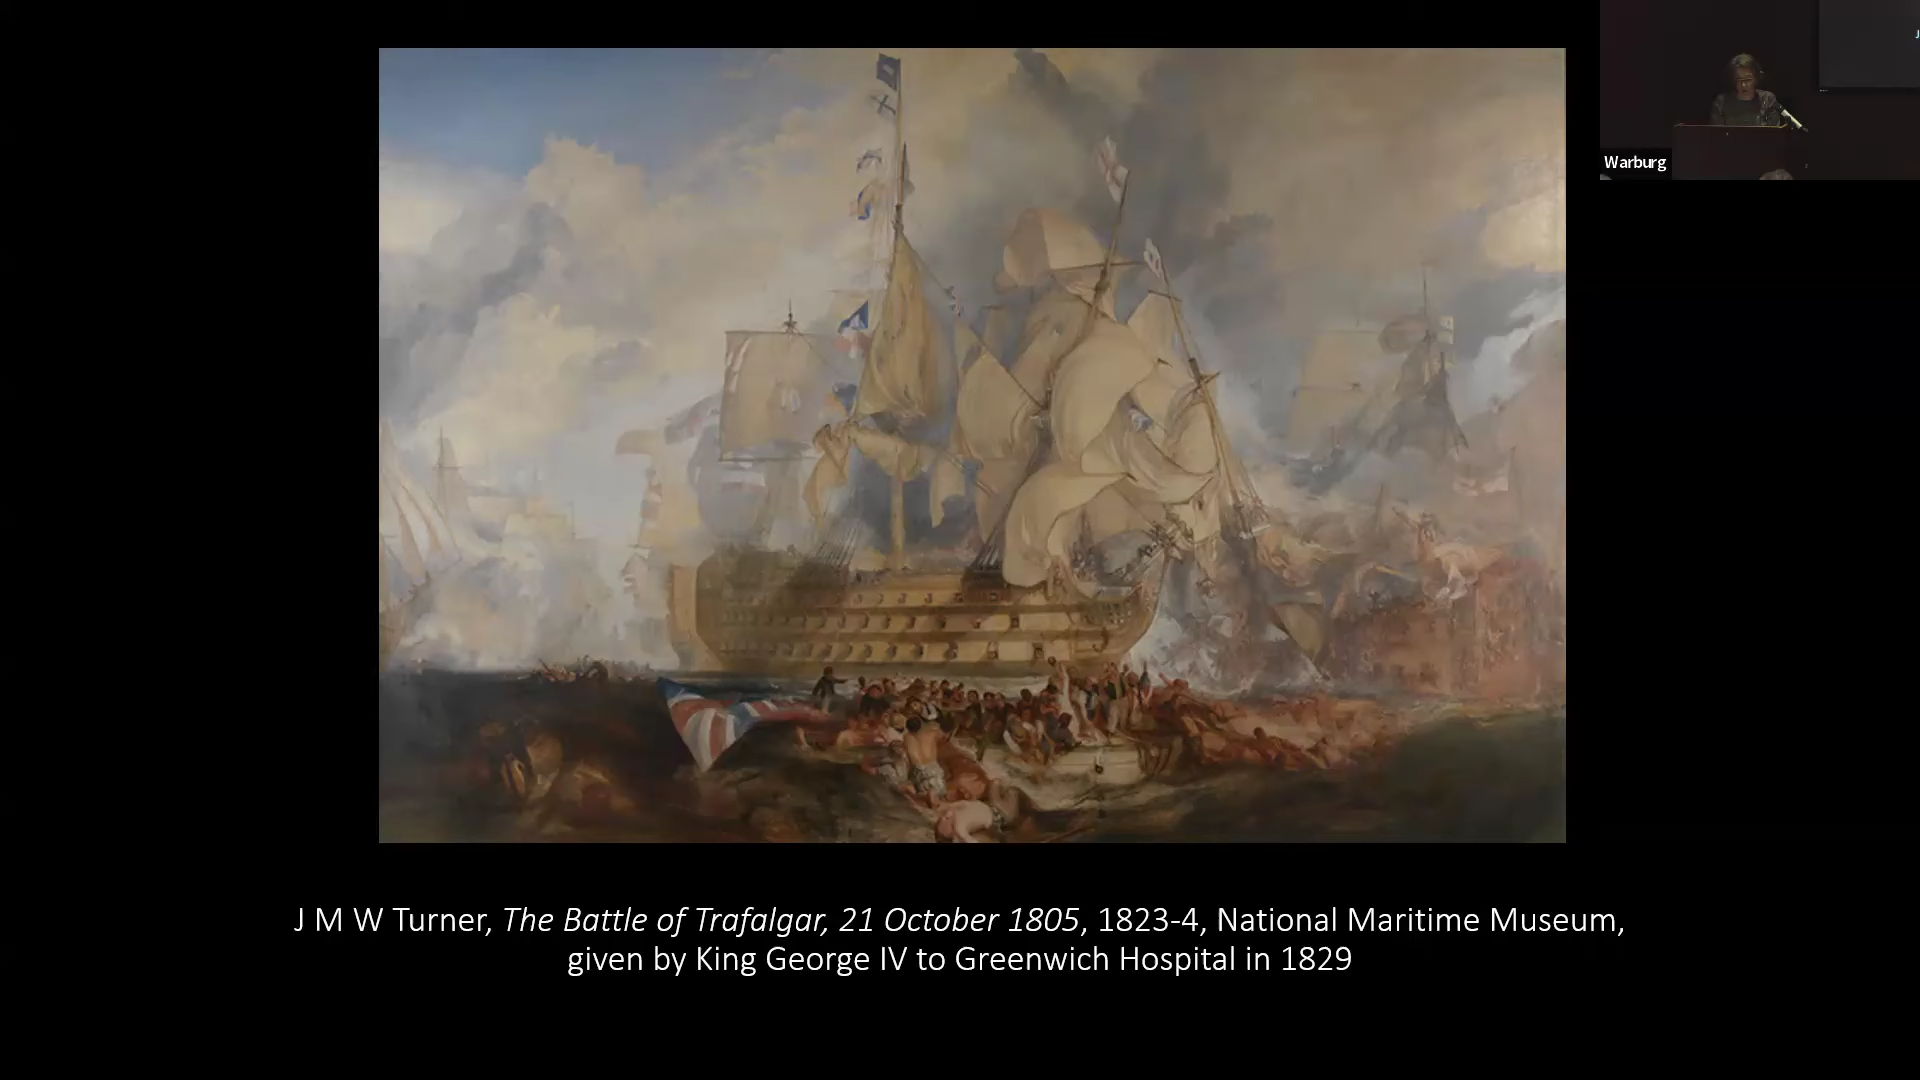 Warburg
J M W Turner, The Battle of Trafalgar, 21 October 1805, 1823-4, National Maritime Museum,
given by King George IV to Greenwich Hospital in 1829